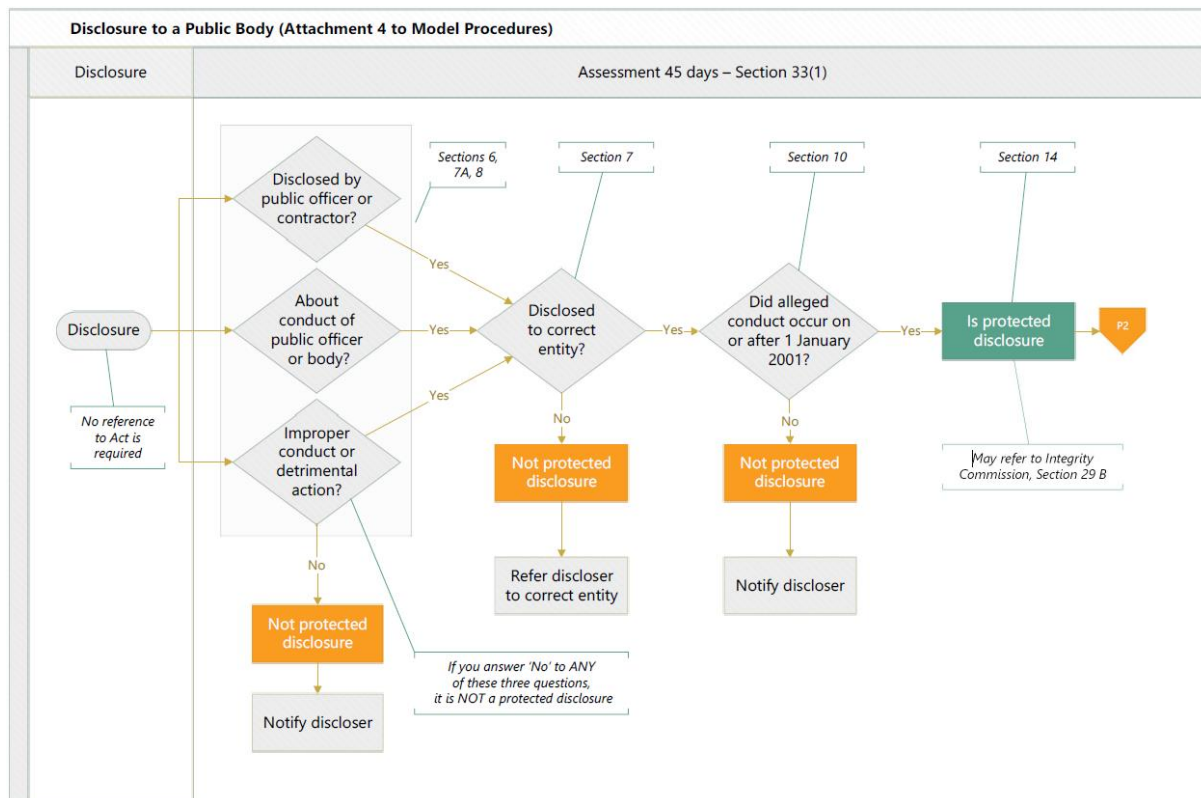 Disclosure to a Public Body (Attachment 4 to Model Procedures)
Disclosure
Assessment 45 days – Section 33(1)
Disclosed by
public officer or
contractor?
Sections 6,
7A, 8
Section 7
Section 10
Section 14
Yes
Disclosure
About
conduct of
public officer
or body?
Yes
Disclosed
to correct
entity?
Yes
Did alleged
conduct occur on
or after 1 January
2001?
Yes
Is protected
disclosure
P2
No reference
to Act is
required
Improper
conduct or
detrimental
action?
Yes
No
Not protected
disclosure
Refer discloser
to correct entity
No
Not protected
disclosure
Notify discloser
May refer to Integrity
Commission, Section 29 B
No
Not protected
disclosure
Notify discloser
If you answer 'No' to ANY
of these three questions,
it is NOT a protected disclosure